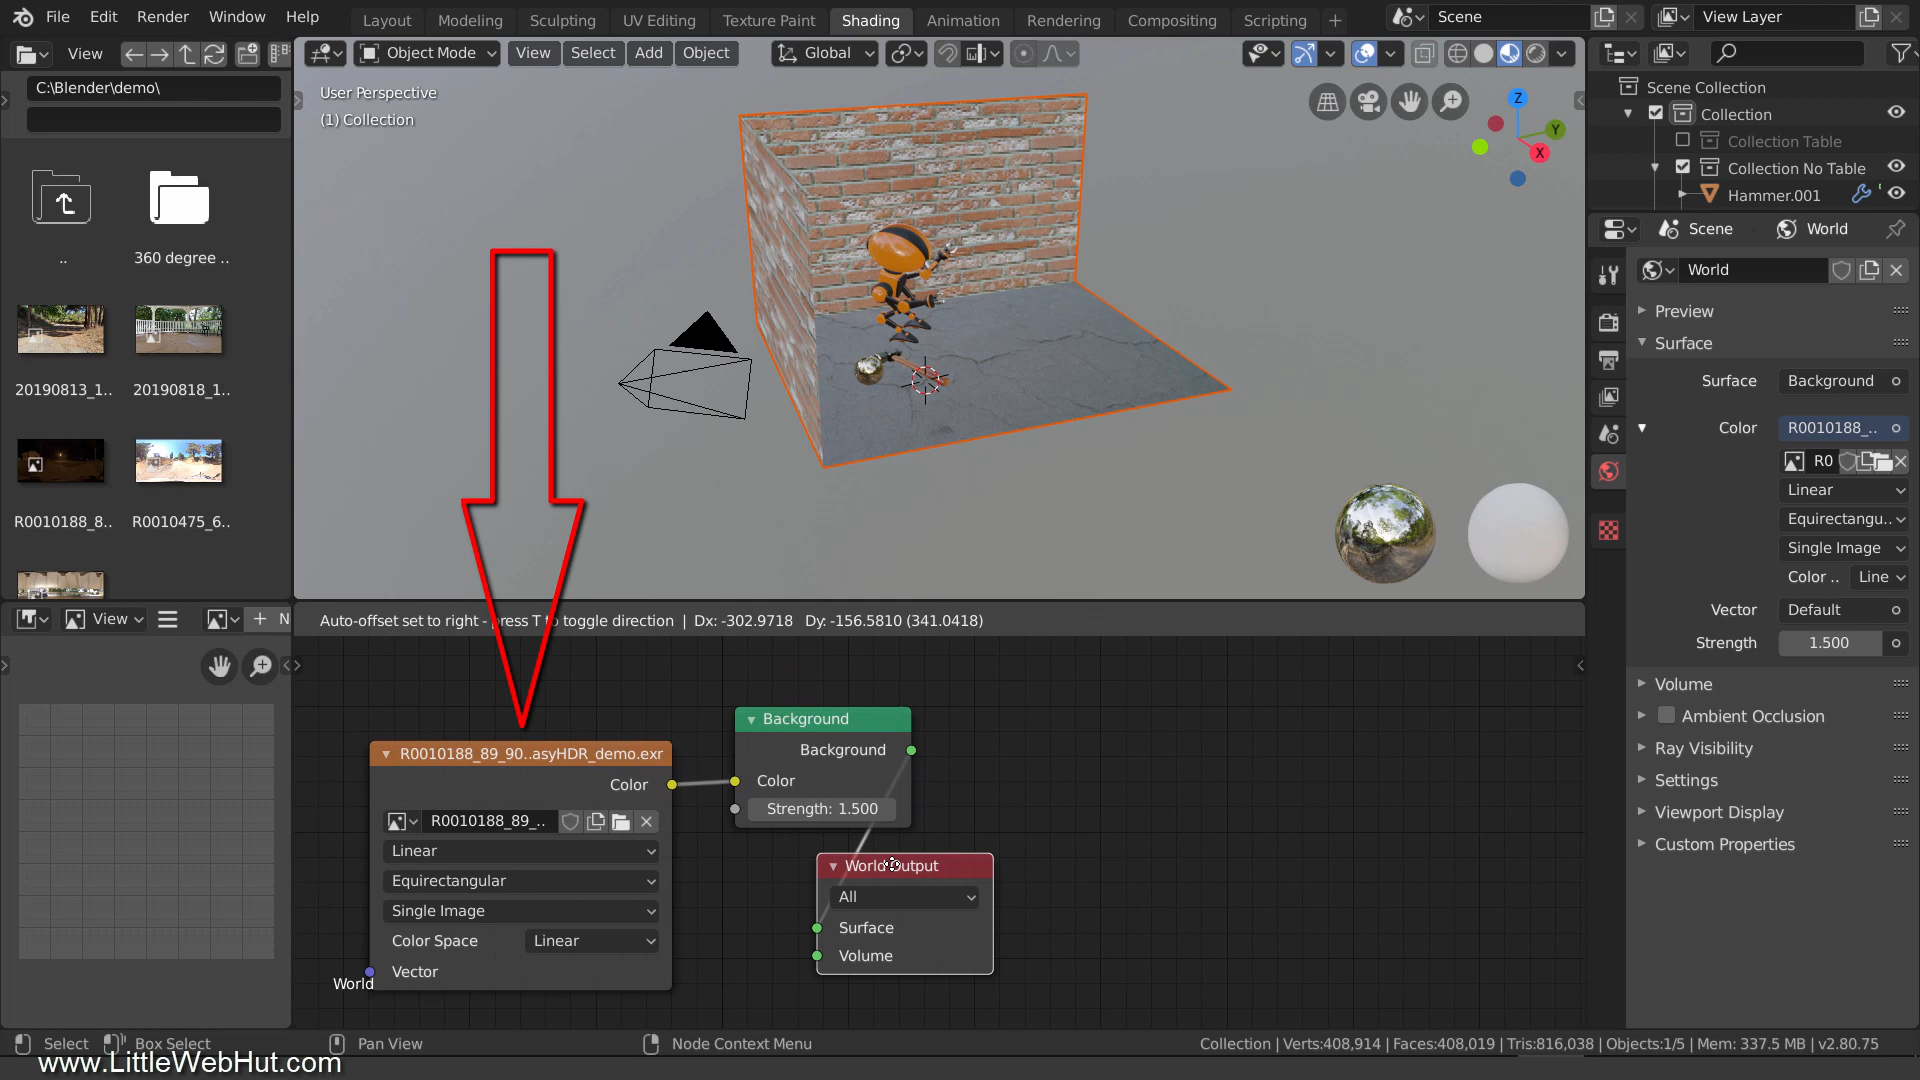 File Edit Render Window Help Layout Modeling Sculpting UV Editing Texture Paint Shading Animation Rendering Compositing Scripting + Scene View Layer
View Object Mode View Select Add Object Global
C:\Blender\demo\
User Perspective
(1) Collection
Z
Y
X
..
360 degree ..
20190813_1..
20190818_1..
R0010188_8..
R0010475_6..
Scene Collection
Collection
Collection Table
Collection No Table
Hammer.001
Scene World
World
Preview
Surface
Surface Background
Color R0010188_..
R0
Linear
Equirectangu..
Single Image
Color .. Line
Vector Default
Strength 1.500
Volume
Ambient Occlusion
Ray Visibility
Settings
Viewport Display
Custom Properties
View N
Auto-offset set to right - press T to toggle direction | Dx: -302.9718 Dy: -156.5810 (341.0418)
R0010188_89_90..asyHDR_demo.exr
Color
R0010188_89_..
Linear
Equirectangular
Single Image
Color Space Linear
Vector
World
Background
Background
Color
Strength: 1.500
World Output
All
Surface
Volume
Select Box Select Pan View Node Context Menu Collection | Verts:408,914 | Faces:408,019 | Tris:816,038 | Objects:1/5 | Mem: 337.5 MB | v2.80.75
www.LittleWebHut.com